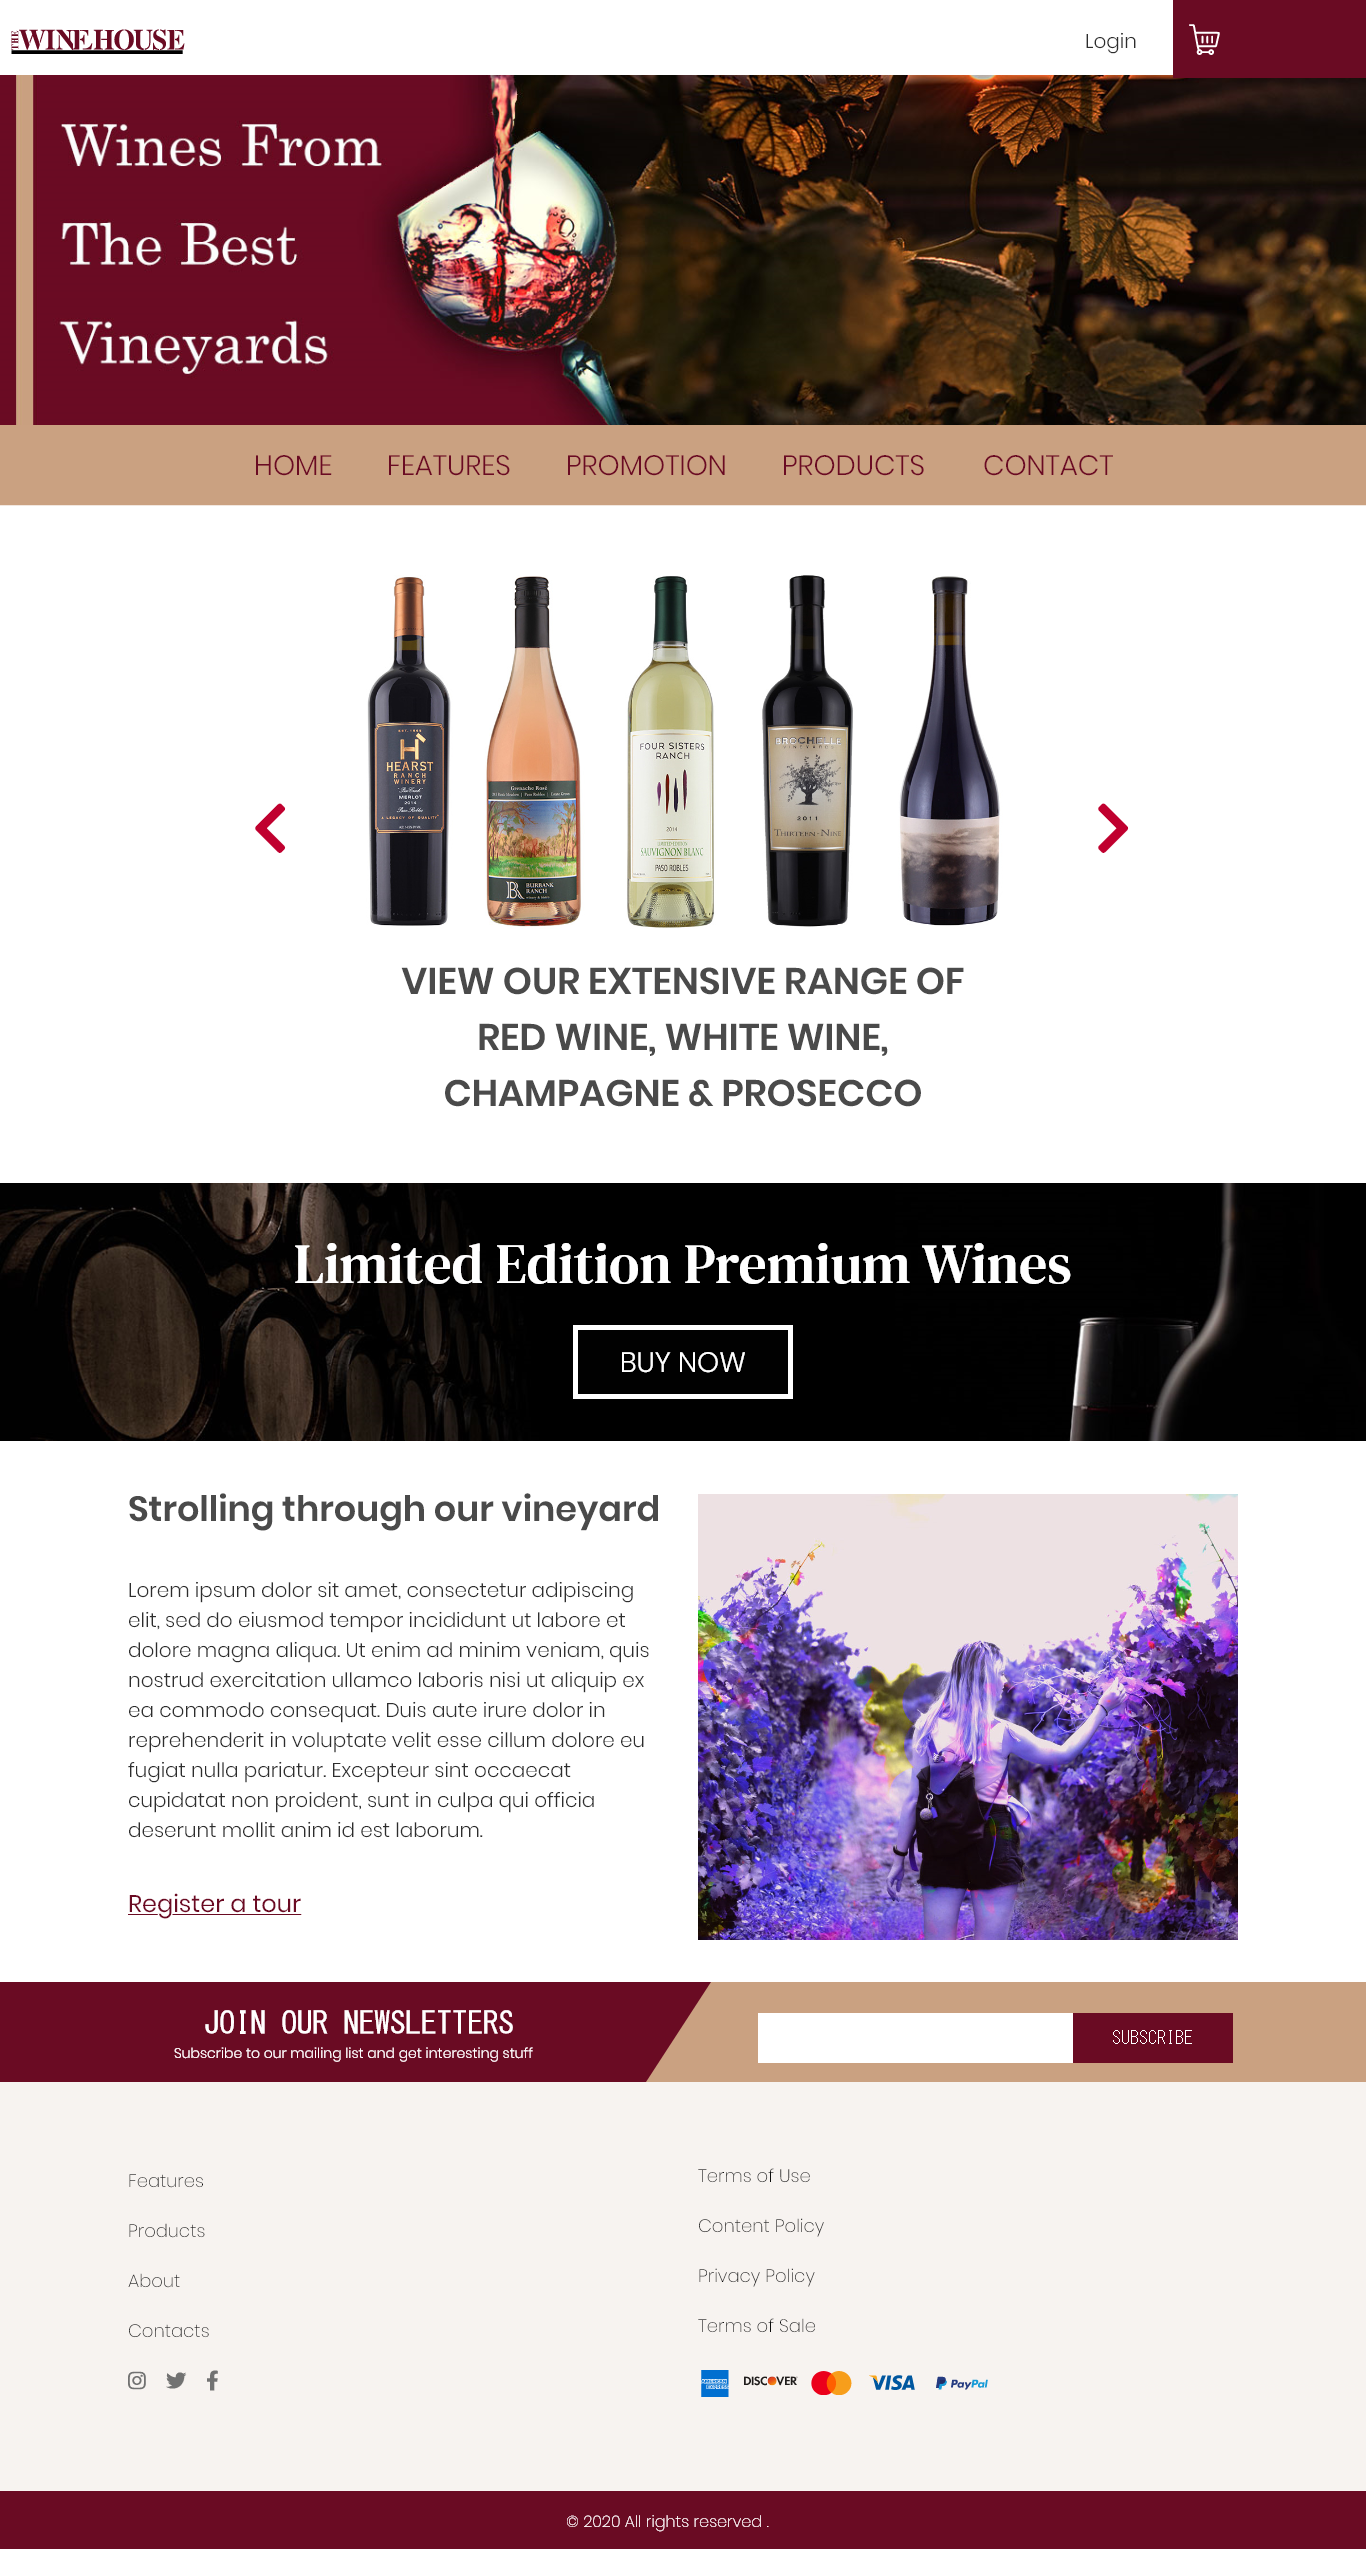 THE WINE HOUSE
Login
Wines From
The Best
Vineyards
HOME FEATURES PROMOTION PRODUCTS CONTACT
HEARST
RANCH
WINERY
MERLOT
2014
A LEGACY OF QUALITY
Grenache Rosé
BR BURBANK
RANCH
FOUR SISTERS
RANCH
2014
LIMITED EDITION
SAUVIGNON BLANC
PASO ROBLES
VINEYARDS
2011
THIRTEEN-NINE
VIEW OUR EXTENSIVE RANGE OF
RED WINE, WHITE WINE,
CHAMPAGNE & PROSECCO
Limited Edition Premium Wines
BUY NOW
Strolling through our vineyard
Lorem ipsum dolor sit amet, consectetur adipiscing
elit, sed do eiusmod tempor incididunt ut labore et
dolore magna aliqua. Ut enim ad minim veniam, quis
nostrud exercitation ullamco laboris nisi ut aliquip ex
ea commodo consequat. Duis aute irure dolor in
reprehenderit in voluptate velit esse cillum dolore eu
fugiat nulla pariatur. Excepteur sint occaecat
cupidatat non proident, sunt in culpa qui officia
deserunt mollit anim id est laborum.
Register a tour
JOIN OUR NEWSLETTERS
Subscribe to our mailing list and get interesting stuff
SUBSCRIBE
Features
Products
About
Contacts
Terms of Use
Content Policy
Privacy Policy
Terms of Sale
AMERICAN EXPRESS DISCOVER VISA PayPal
© 2020 All rights reserved .